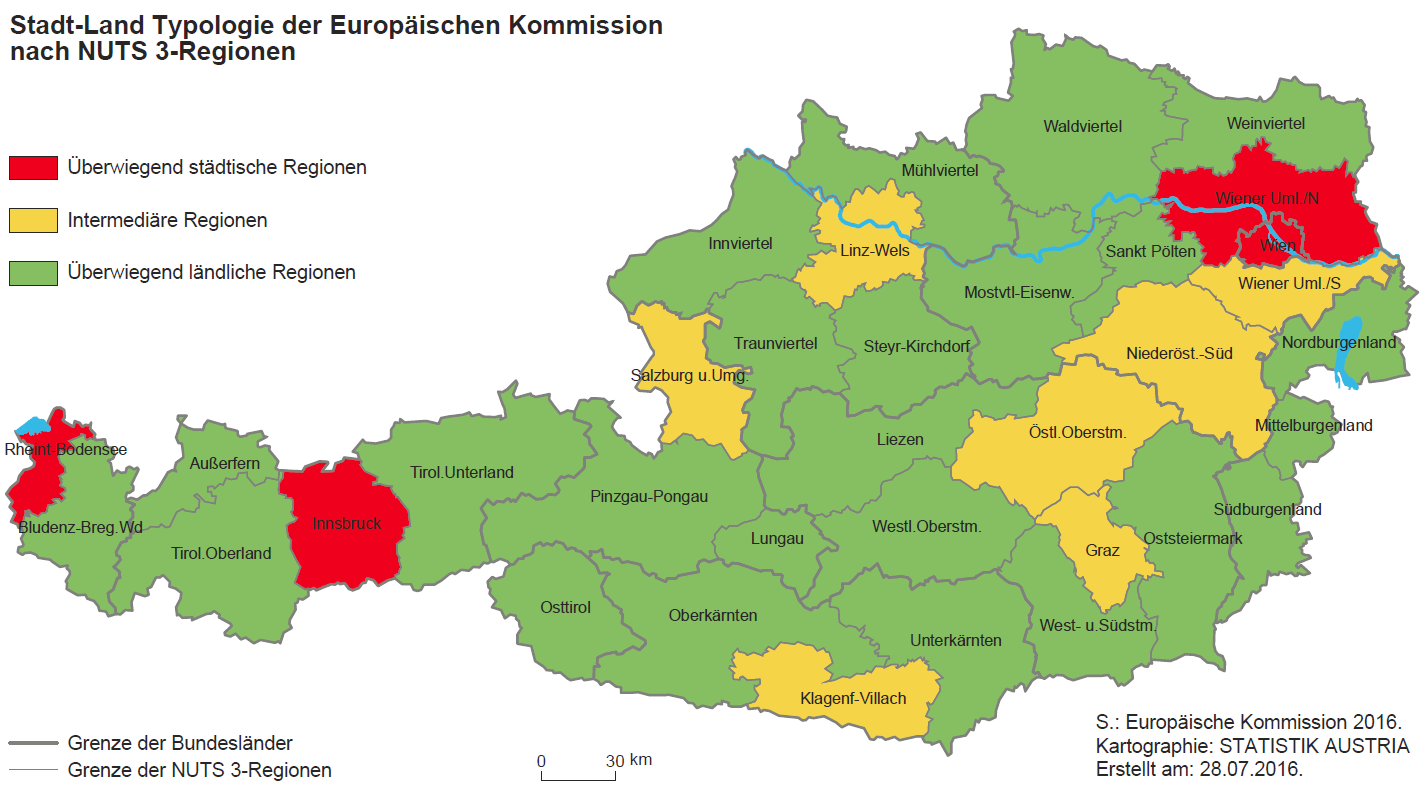 Stadt-Land Typologie der Europäischen Kommission
nach NUTS 3-Regionen
Überwiegend städtische Regionen
Intermediäre Regionen
Überwiegend ländliche Regionen
Waldviertel
Weinviertel
Mühlviertel
Wiener Uml./N
Innviertel
Linz-Wels
Sankt Pölten
Wien
Mostvtl-Eisenw.
Wiener Uml./S
Traunviertel
Steyr-Kirchdorf
Niederöst.-Süd
Nordburgenland
Salzburg u.Umg.
Mittelburgenland
Liezen
Östl.Oberstm.
Rheint-Bodensee
Außerfern
Tirol.Unterland
Pinzgau-Pongau
Südburgenland
Bludenz-Breg.Wd
Innsbruck
Westl.Oberstm.
Lungau
Oststeiermark
Tirol.Oberland
Graz
Osttirol
Oberkärnten
West- u.Südstm.
Unterkärnten
Klagenf-Villach
Grenze der Bundesländer
Grenze der NUTS 3-Regionen
0 30 km
S.: Europäische Kommission 2016.
Kartographie: STATISTIK AUSTRIA
Erstellt am: 28.07.2016.